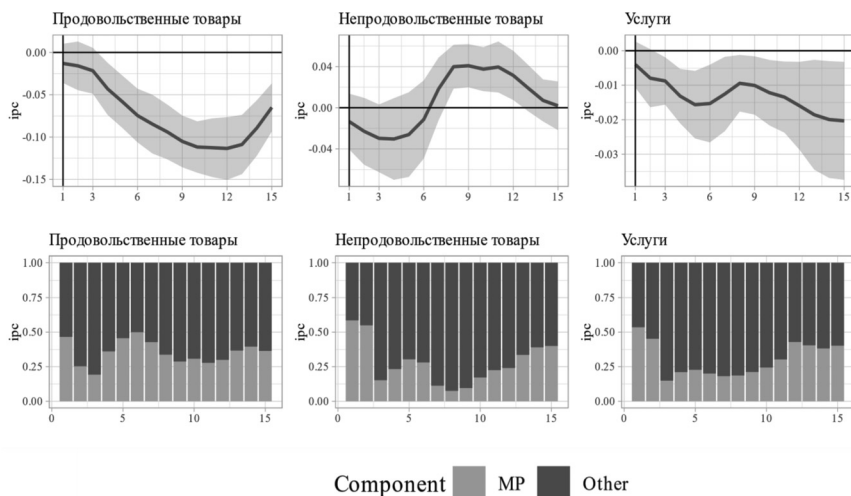 Продовольственные товары
Непродовольственные товары
Услуги
ipc
0.00
-0.05
-0.10
-0.15
1 3 6 9 12 15
ipc
0.04
0.00
-0.04
1 3 6 9 12 15
ipc
-0.00
-0.01
-0.02
-0.03
1 3 6 9 12 15
Продовольственные товары
Непродовольственные товары
Услуги
ipc
1.00
0.75
0.50
0.25
0.00
0 5 10 15
ipc
1.00
0.75
0.50
0.25
0.00
0 5 10 15
ipc
1.00
0.75
0.50
0.25
0.00
0 5 10 15
Component MP Other